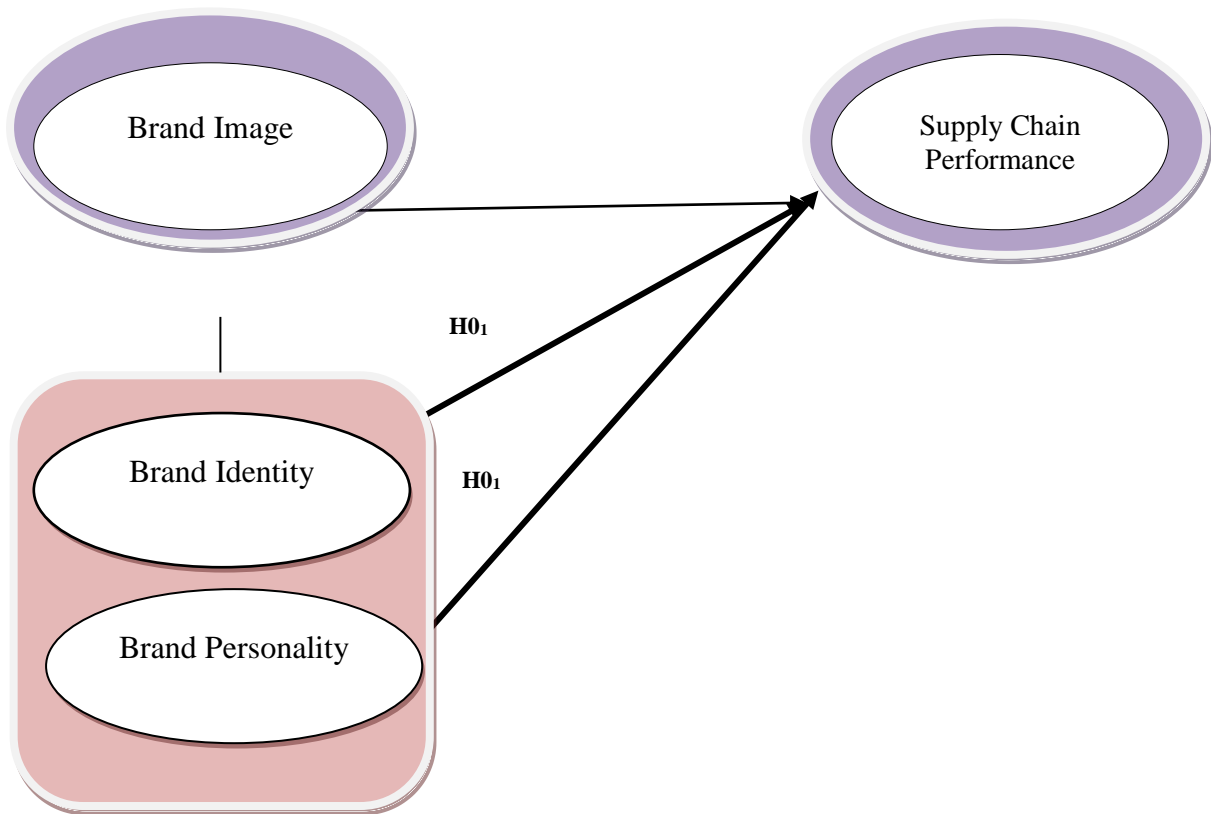 Brand Image
Supply Chain
Performance
H0₁
Brand Identity
H0₁
Brand Personality